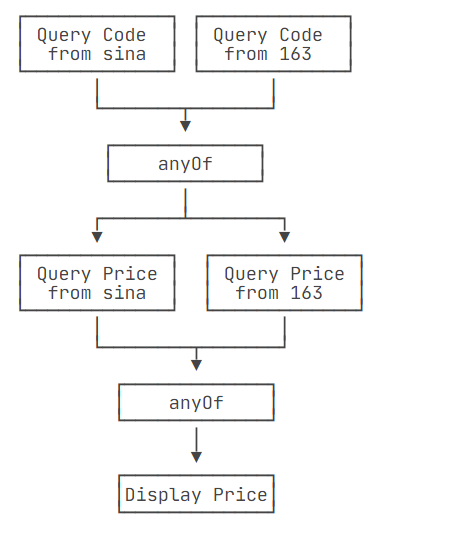 Query Code
from sina
Query Code
from 163
anyOf
Query Price
from sina
Query Price
from 163
anyOf
Display Price